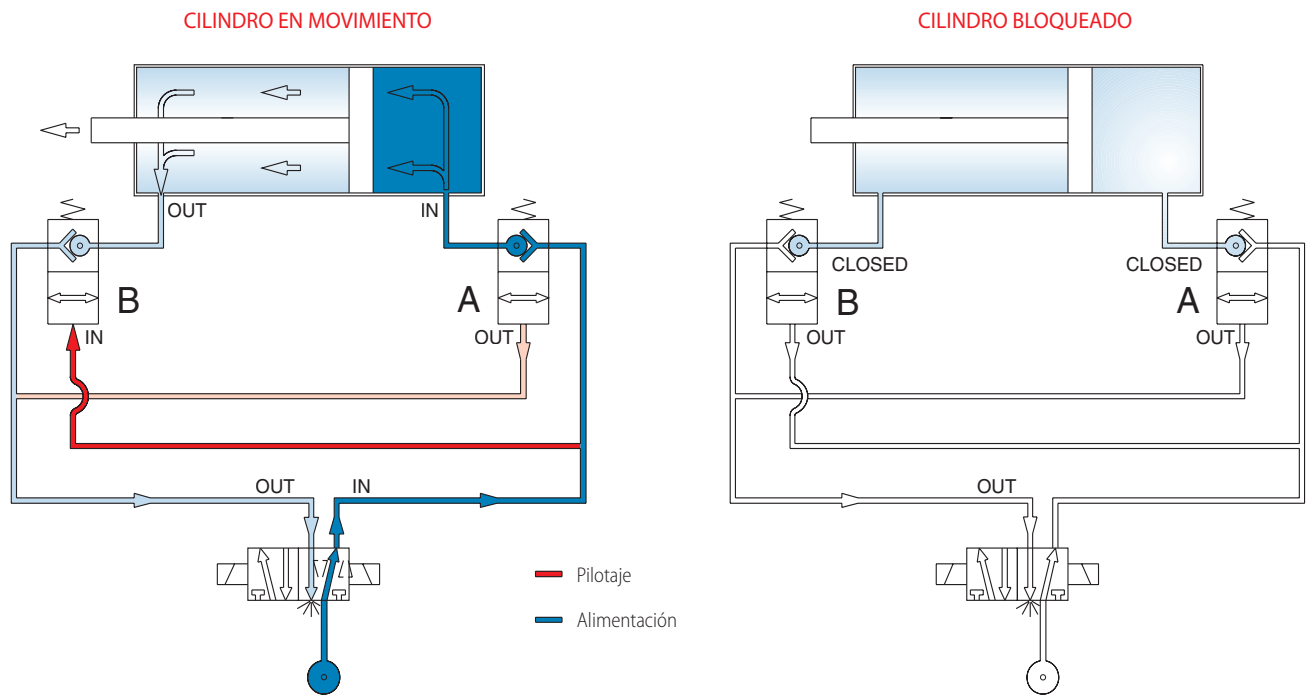 CILINDRO EN MOVIMIENTO
OUT
IN
B
A
IN
OUT
OUT
IN
Pilotaje
Alimentación
CILINDRO BLOQUEADO
CLOSED
CLOSED
B
A
OUT
OUT
OUT